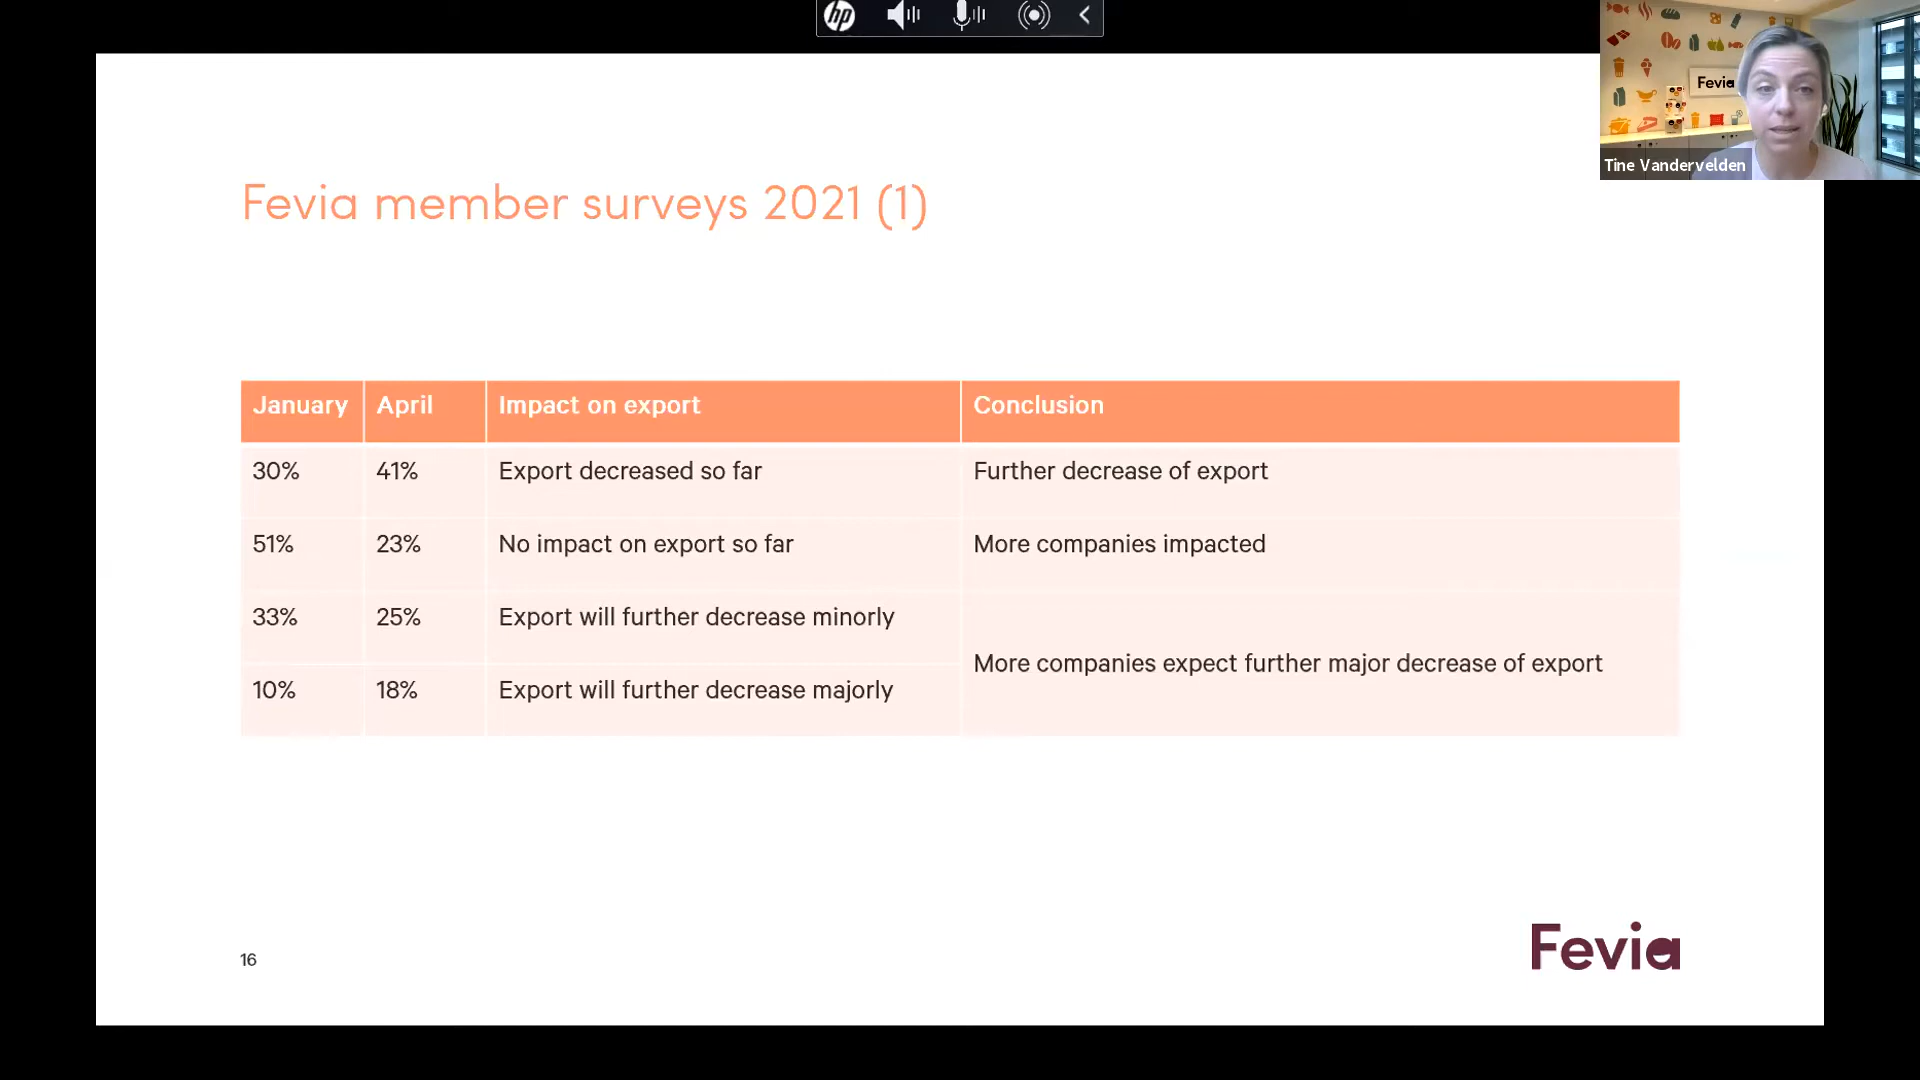 hp
Fevia
Tine Vandervelden
Fevia member surveys 2021 (1)
January April Impact on export Conclusion
30% 41% Export decreased so far Further decrease of export
51% 23% No impact on export so far More companies impacted
33% 25% Export will further decrease minorly
More companies expect further major decrease of export
10% 18% Export will further decrease majorly
16
Fevia